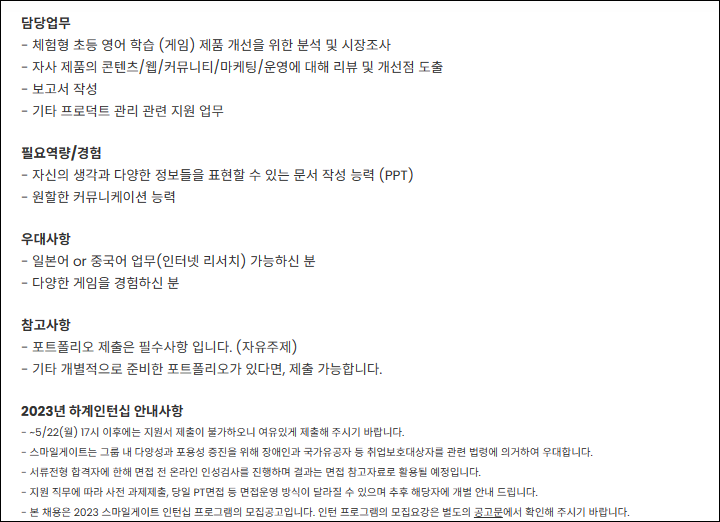 담당업무
- 체험형 초등 영어 학습 (게임) 제품 개선을 위한 분석 및 시장조사
- 자사 제품의 콘텐츠/웹/커뮤니티/마케팅/운영에 대해 리뷰 및 개선점 도출
- 보고서 작성
- 기타 프로덕트 관리 관련 지원 업무
필요역량/경험
- 자신의 생각과 다양한 정보들을 표현할 수 있는 문서 작성 능력 (PPT)
- 원할한 커뮤니케이션 능력
우대사항
- 일본어 or 중국어 업무(인터넷 리서치) 가능하신 분
- 다양한 게임을 경험하신 분
참고사항
- 포트폴리오 제출은 필수사항 입니다. (자유주제)
- 기타 개별적으로 준비한 포트폴리오가 있다면, 제출 가능합니다.
2023년 하계인턴십 안내사항
- ~5/22(월) 17시 이후에는 지원서 제출이 불가하오니 여유있게 제출해 주시기 바랍니다.
- 스마일게이트는 그룹 내 다양성과 포용성 증진을 위해 장애인과 국가유공자 등 취업보호대상자를 관련 법령에 의거하여 우대합니다.
- 서류전형 합격자에 한해 면접 전 온라인 인성검사를 진행하며 결과는 면접 참고자료로 활용될 예정입니다.
- 지원 직무에 따라 사전 과제제출, 당일 PT면접 등 면접운영 방식이 달라질 수 있으며 추후 해당자에 개별 안내 드립니다.
- 본 채용은 2023 스마일게이트 인턴십 프로그램의 모집공고입니다. 인턴 프로그램의 모집요강은 별도의 공고문에서 확인해 주시기 바랍니다.